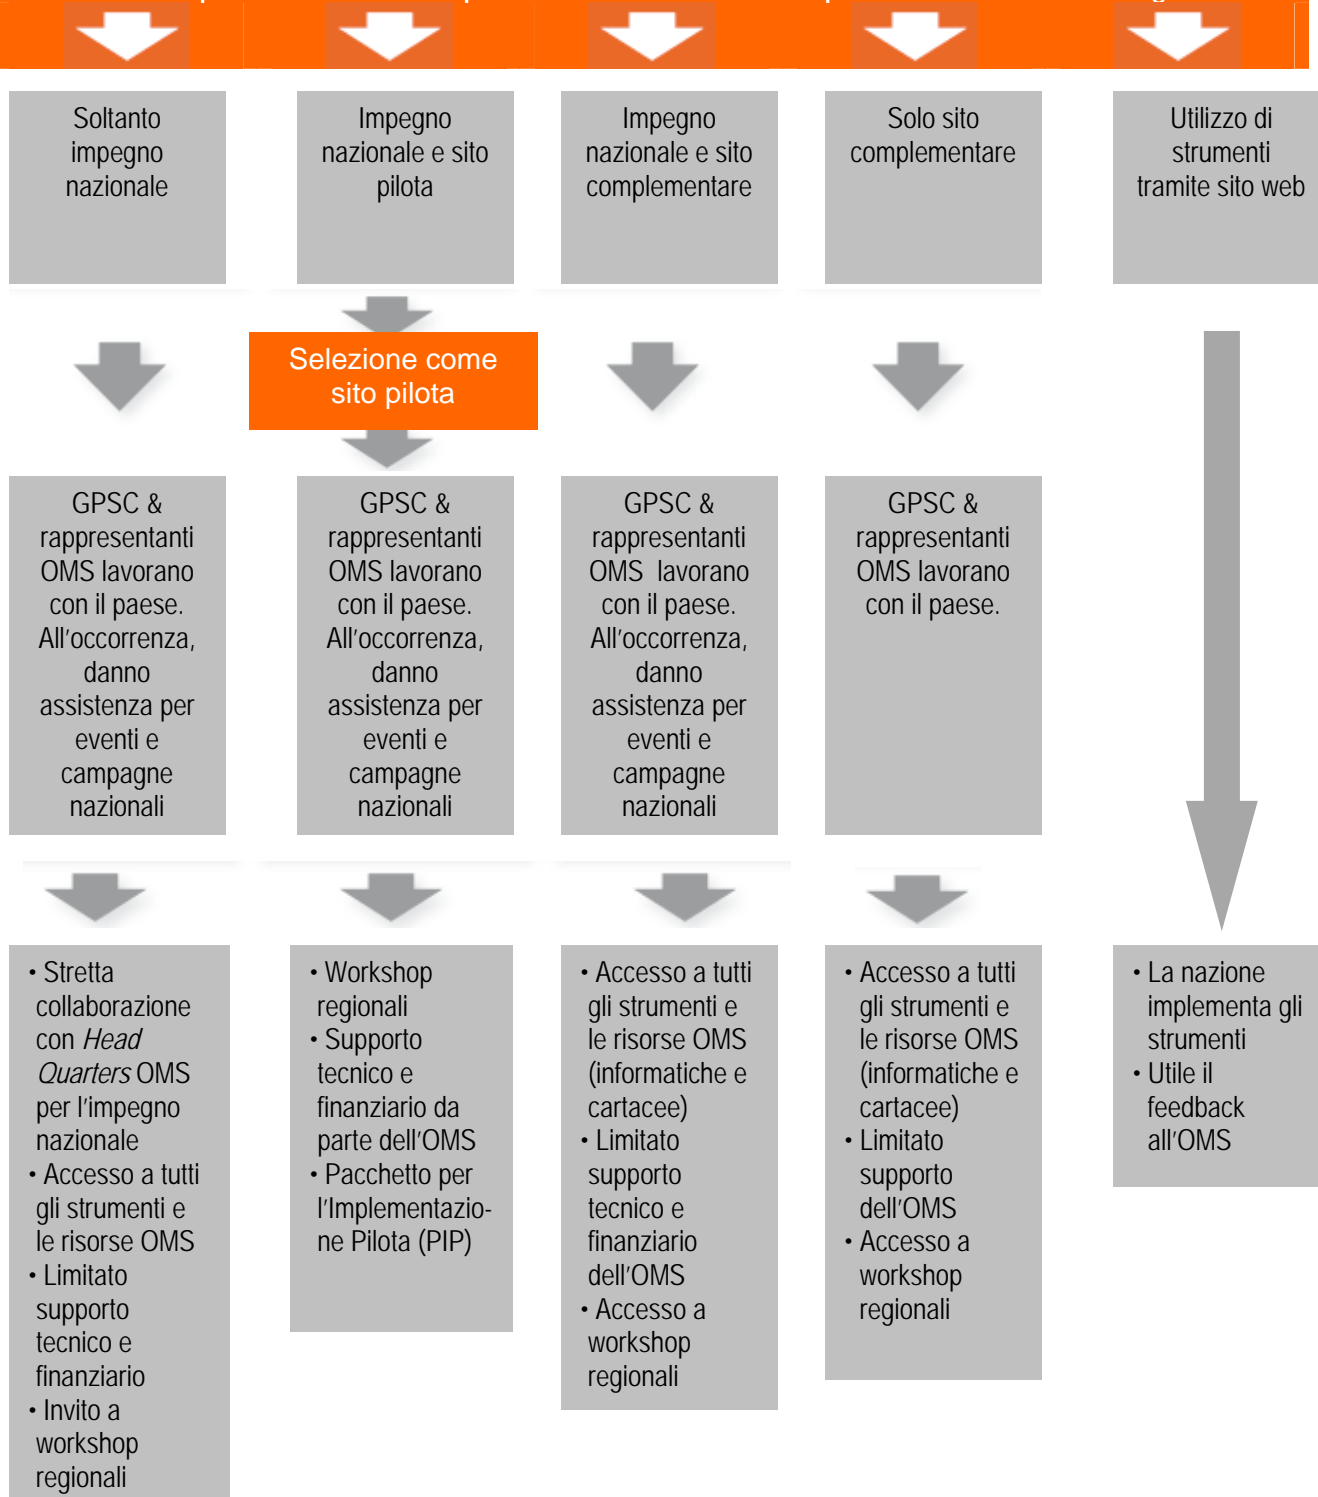 Soltanto
impegno
nazionale
Impegno
nazionale e sito
pilota
Impegno
nazionale e sito
complementare
Solo sito
complementare
Utilizzo di
strumenti
tramite sito web
Selezione come
sito pilota
GPSC &
rappresentanti
OMS lavorano
con il paese.
All’occorrenza,
danno
assistenza per
eventi e
campagne
nazionali
GPSC &
rappresentanti
OMS lavorano
con il paese.
All’occorrenza,
danno
assistenza per
eventi e
campagne
nazionali
GPSC &
rappresentanti
OMS lavorano
con il paese.
All’occorrenza,
danno
assistenza per
eventi e
campagne
nazionali
GPSC &
rappresentanti
OMS lavorano
con il paese.
• Stretta
collaborazione
con Head
Quarters OMS
per l’impegno
nazionale
• Accesso a tutti
gli strumenti e
le risorse OMS
• Limitato
supporto
tecnico e
finanziario
• Invito a
workshop
regionali
• Workshop
regionali
• Supporto
tecnico e
finanziario da
parte dell’OMS
• Pacchetto per
l’Implementazio-
ne Pilota (PIP)
• Accesso a tutti
gli strumenti e
le risorse OMS
(informatiche e
cartacee)
• Limitato
supporto
tecnico e
finanziario
dell’OMS
• Accesso a
workshop
regionali
• Accesso a tutti
gli strumenti e
le risorse OMS
(informatiche e
cartacee)
• Limitato
supporto
dell’OMS
• Accesso a
workshop
regionali
• La nazione
implementa gli
strumenti
• Utile il
feedback
all’OMS